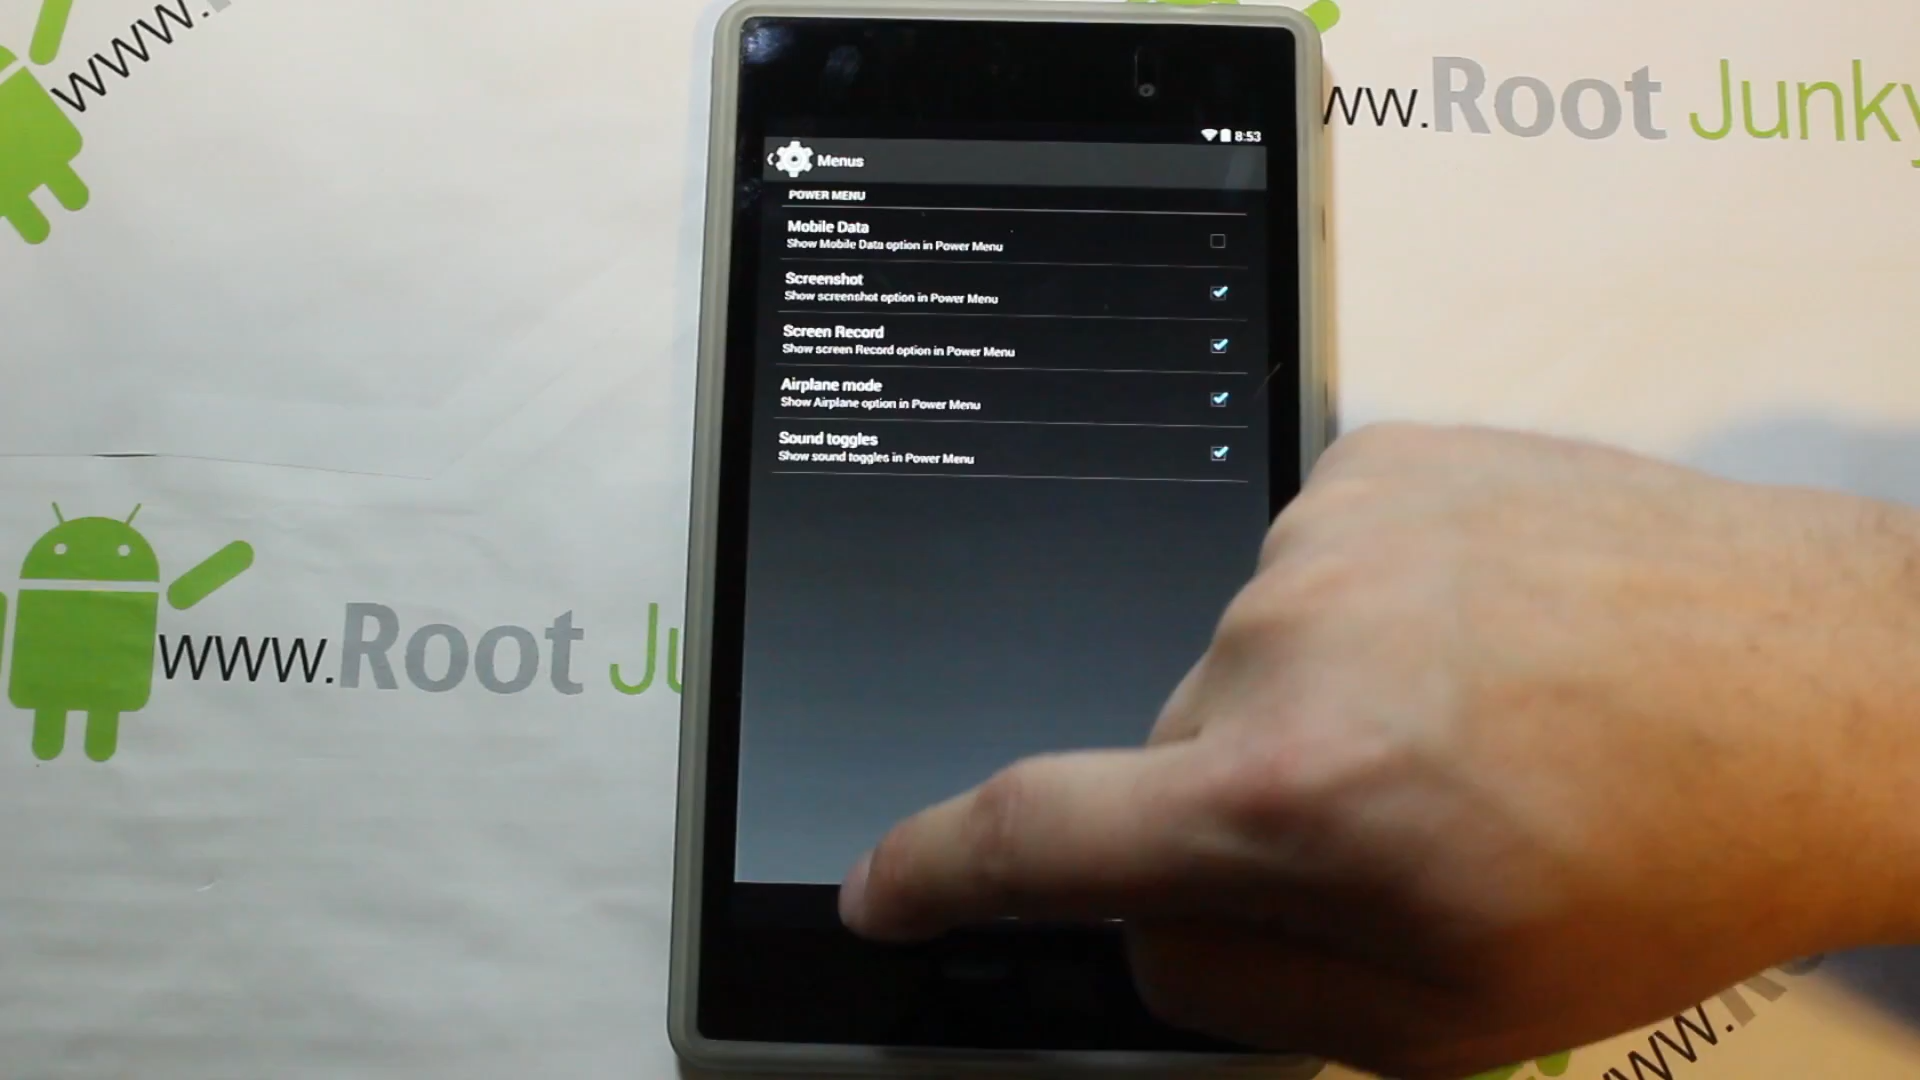 www.
ww.Root Junky
8:53
Menus
POWER MENU
Mobile Data
Show Mobile Data option in Power Menu
Screenshot
Show screenshot option in Power Menu
Screen Record
Show screen Record option in Power Menu
Airplane mode
Show Airplane option in Power Menu
Sound toggles
Show sound toggles in Power Menu
www.Root Ju
www.Ro